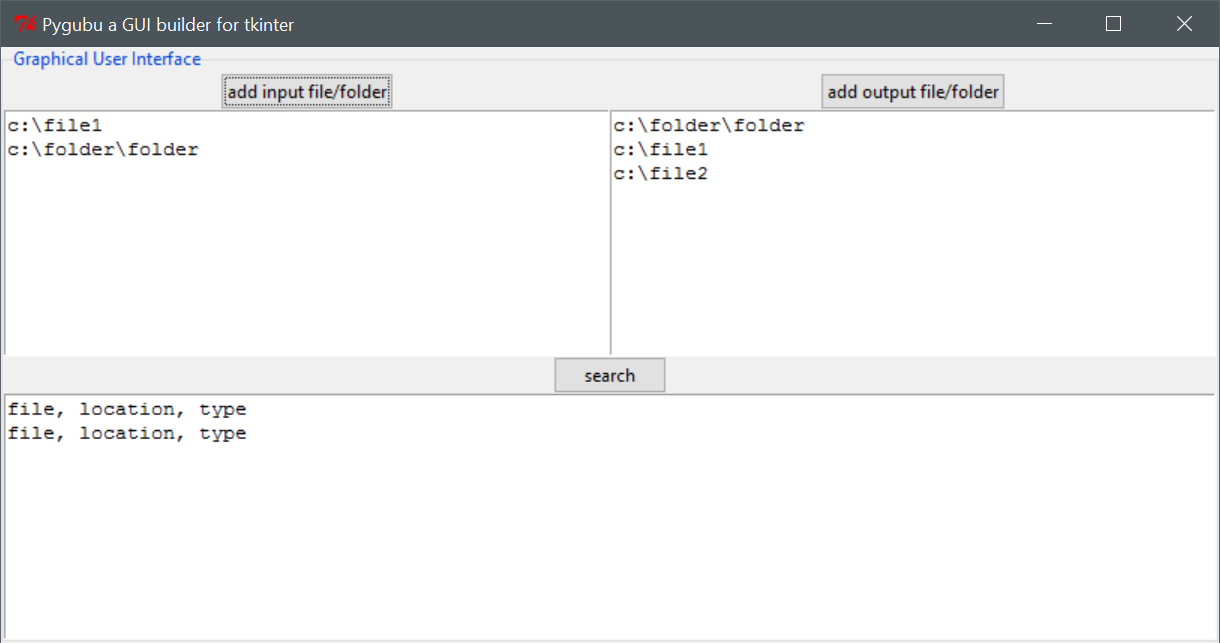 Pygubu a GUI builder for tkinter
Graphical User Interface
add input file/folder
add output file/folder
c:\file1
c:\folder\folder
c:\folder\folder
c:\file1
c:\file2
search
file, location, type
file, location, type